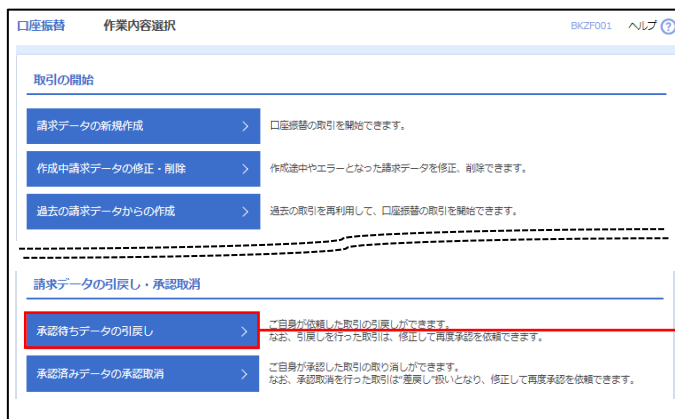 口座振替 作業内容選択 BKZF001 ヘルプ ?
取引の開始
請求データの新規作成 > 口座振替の取引を開始できます。
作成中請求データの修正・削除 > 作成途中やエラーとなった請求データを修正、削除できます。
過去の請求データからの作成 > 過去の取引を再利用して、口座振替の取引を開始できます。
請求データの引戻し・承認取消
承認待ちデータの引戻し > ご自身が依頼した取引の引戻しができます。
なお、引戻しを行った取引は、修正して再度承認を依頼できます。
承認済みデータの承認取消 > ご自身が承認した取引の取り消しができます。
なお、承認取消を行った取引は"差戻し"扱いとなり、修正して再度承認を依頼できます。